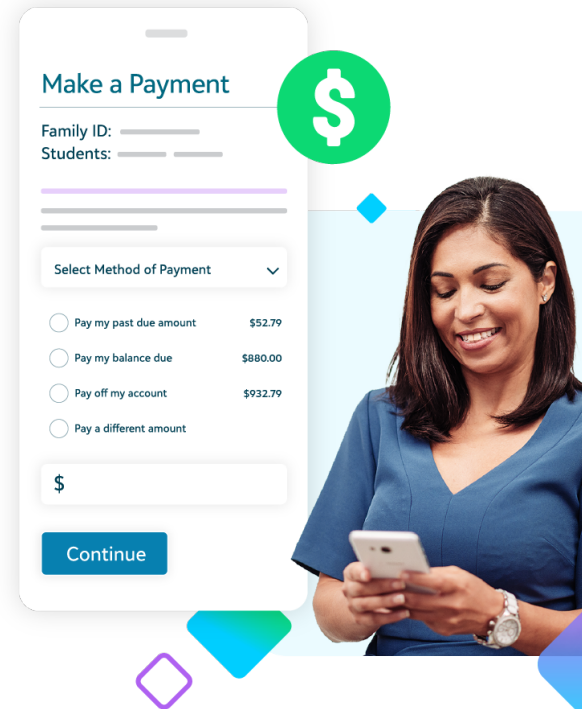 Make a Payment
$
Family ID:
Students:
Select Method of Payment
Pay my past due amount $52.79
Pay my balance due $880.00
Pay off my account $932.79
Pay a different amount
$
Continue